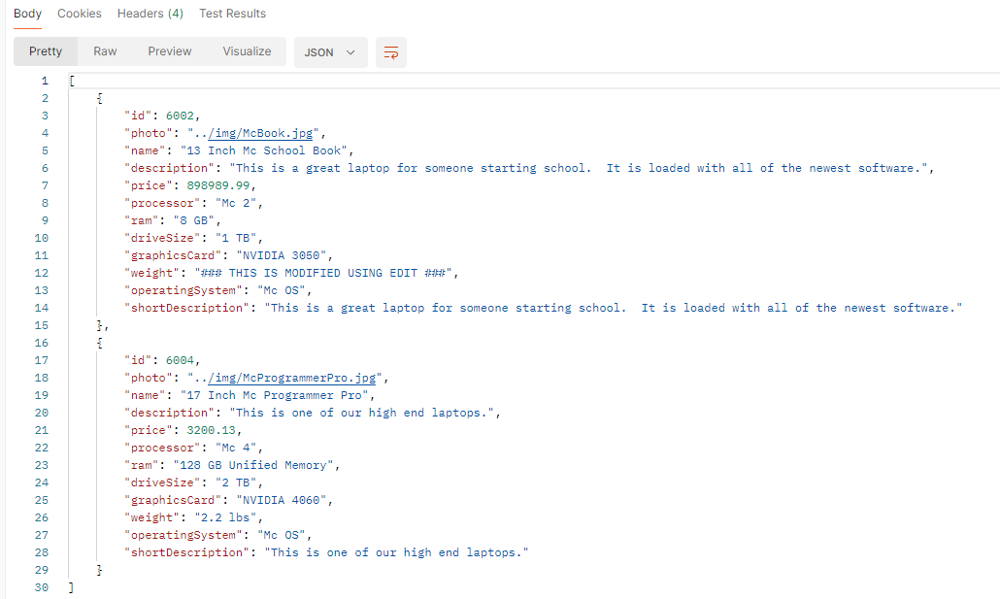 Body Cookies Headers (4) Test Results
Pretty Raw Preview Visualize JSON
1 [
2 {
3 "id": 6002,
4 "photo": "../img/McBook.jpg",
5 "name": "13 Inch Mc School Book",
6 "description": "This is a great laptop for someone starting school.  It is loaded with all of the newest software.",
7 "price": 898989.99,
8 "processor": "Mc 2",
9 "ram": "8 GB",
10 "driveSize": "1 TB",
11 "graphicsCard": "NVIDIA 3050",
12 "weight": "### THIS IS MODIFIED USING EDIT ###",
13 "operatingSystem": "Mc OS",
14 "shortDescription": "This is a great laptop for someone starting school.  It is loaded with all of the newest software."
15 },
16 {
17 "id": 6004,
18 "photo": "../img/McProgrammerPro.jpg",
19 "name": "17 Inch Mc Programmer Pro",
20 "description": "This is one of our high end laptops.",
21 "price": 3200.13,
22 "processor": "Mc 4",
23 "ram": "128 GB Unified Memory",
24 "driveSize": "2 TB",
25 "graphicsCard": "NVIDIA 4060",
26 "weight": "2.2 lbs",
27 "operatingSystem": "Mc OS",
28 "shortDescription": "This is one of our high end laptops."
29 }
30 ]